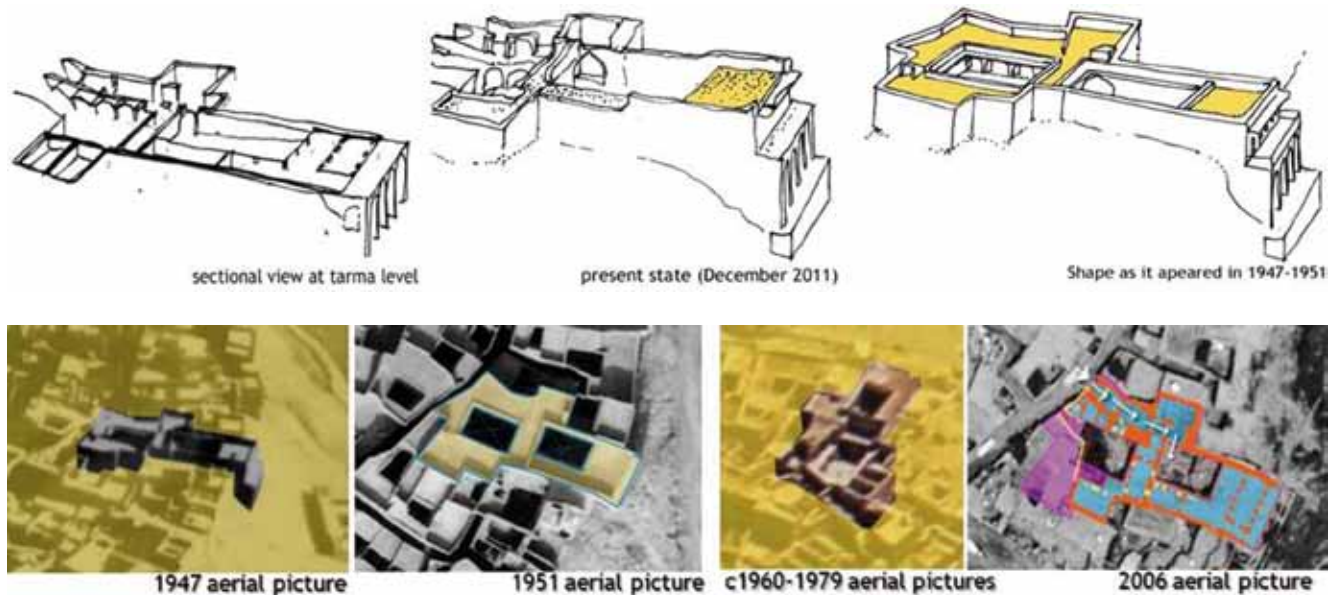 sectional view at tarma level
present state (December 2011)
Shape as it apeared in 1947-1951
1947 aerial picture
1951 aerial picture
c1960-1979 aerial pictures
2006 aerial picture